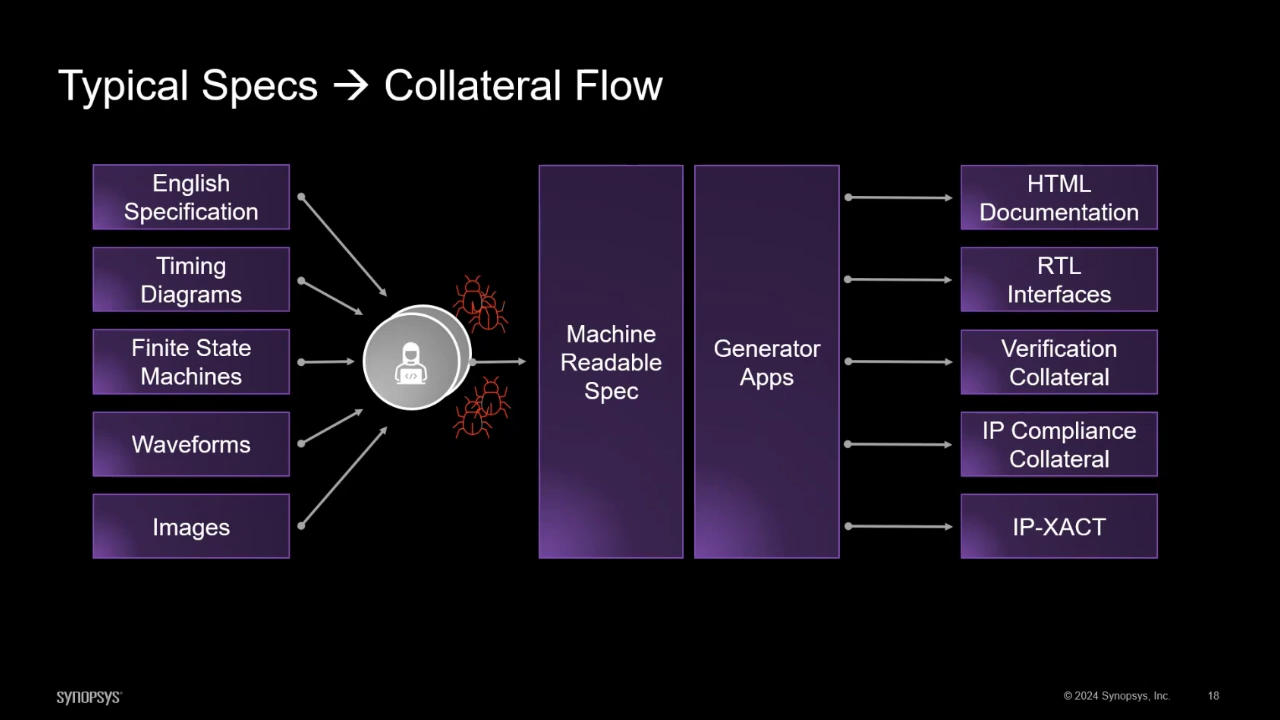 Typical Specs → Collateral Flow
English
Specification
Timing
Diagrams
Finite State
Machines
Waveforms
Images
Machine
Readable
Spec
Generator
Apps
HTML
Documentation
RTL
Interfaces
Verification
Collateral
IP Compliance
Collateral
IP-XACT
SYNOPSYS®
© 2024 Synopsys, Inc.
18